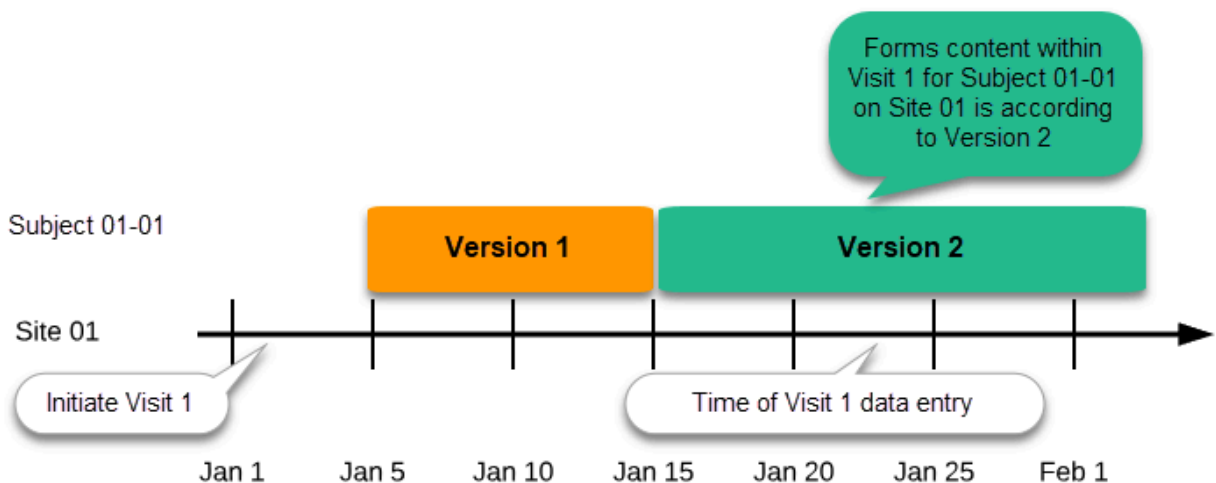 Forms content within
Visit 1 for Subject 01-01
on Site 01 is according
to Version 2
Subject 01-01
Version 1
Version 2
Site 01
Initiate Visit 1
Time of Visit 1 data entry
Jan 1
Jan 5
Jan 10
Jan 15
Jan 20
Jan 25
Feb 1